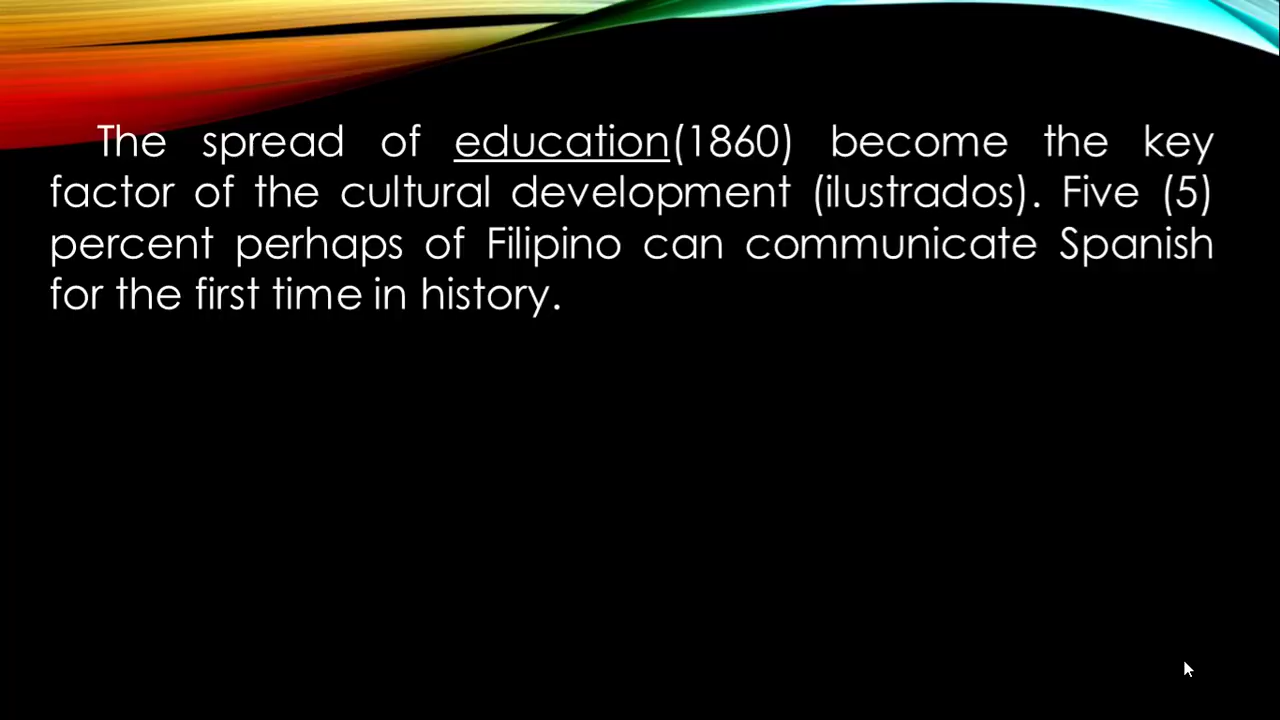 The spread of education(1860) become the key
factor of the cultural development (ilustrados). Five (5)
percent perhaps of Filipino can communicate Spanish
for the first time in history.